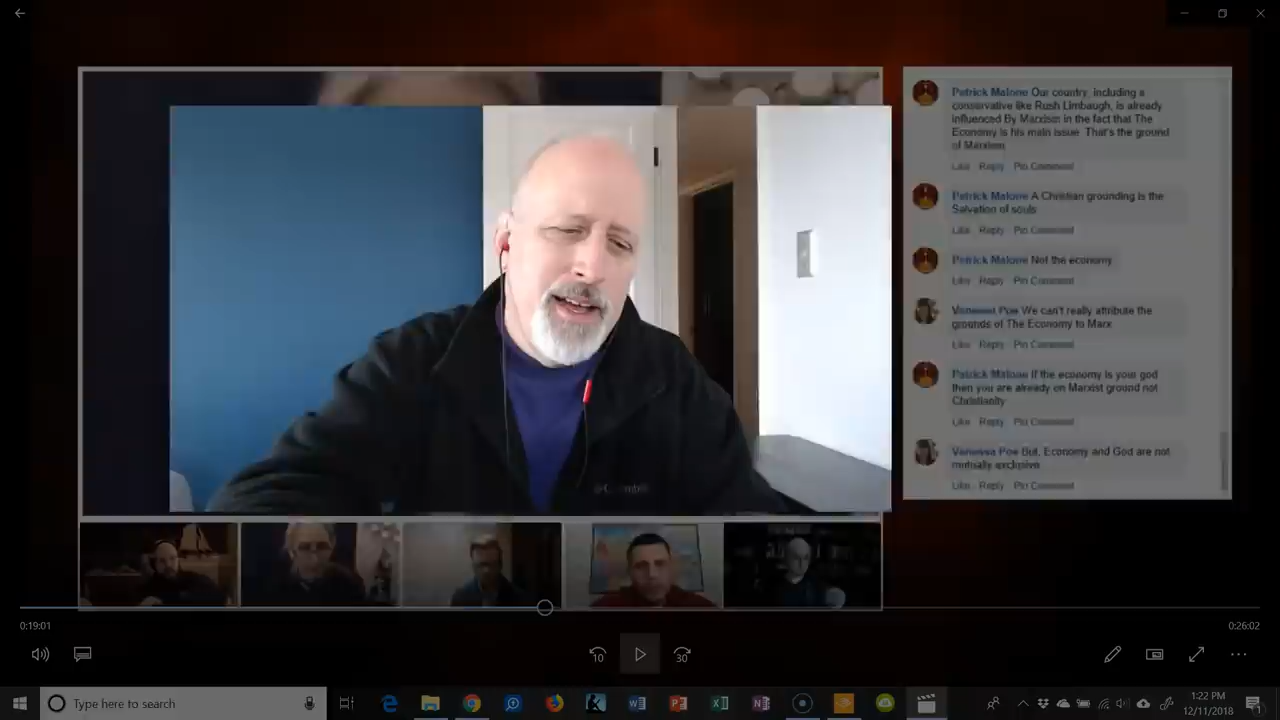 Patrick Malone Our country, including a
conservative like Rush Limbaugh, is already
influenced By Marxism in the fact that The
Economy is his main issue. That's the ground
of Marxism
Like Reply Pin Comment
Patrick Malone A Christian grounding is the
Salvation of souls
Like Reply Pin Comment
Patrick Malone Not the economy
Like Reply Pin Comment
Vanessa Poe We can't really attribute the
grounds of The Economy to Marx
Like Reply Pin Comment
Patrick Malone If the economy is your god
then you are already on Marxist ground not
Christianity
Like Reply Pin Comment
Vanessa Poe But, Economy and God are not
mutually exclusive
Like Reply Pin Comment
Columbia
0:19:01
0:26:02
10
30
Type here to search
1:22 PM
12/11/2018
1